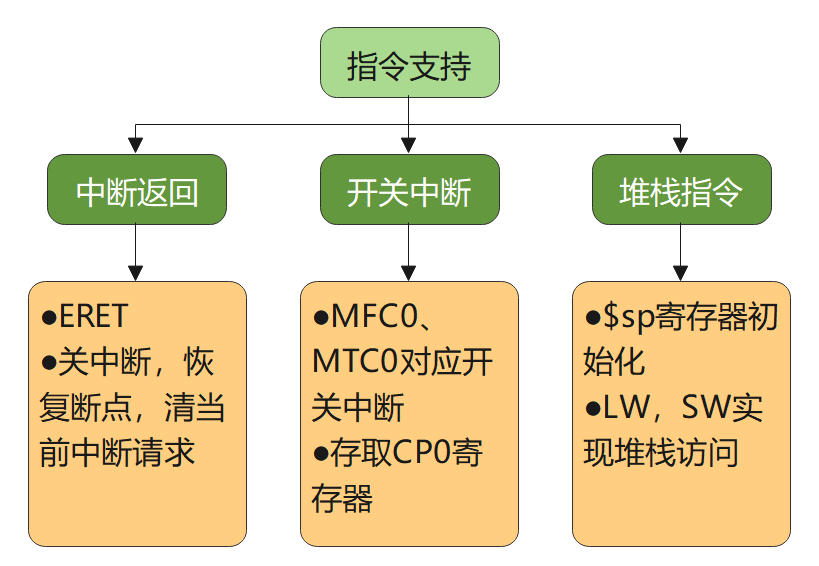 指令支持
中断返回
开关中断
堆栈指令
●ERET
●关中断，恢
复断点，清当
前中断请求
●MFC0、
MTC0对应开
关中断
●存取CP0寄
存器
●$sp寄存器初
始化
●LW，SW实
现堆栈访问